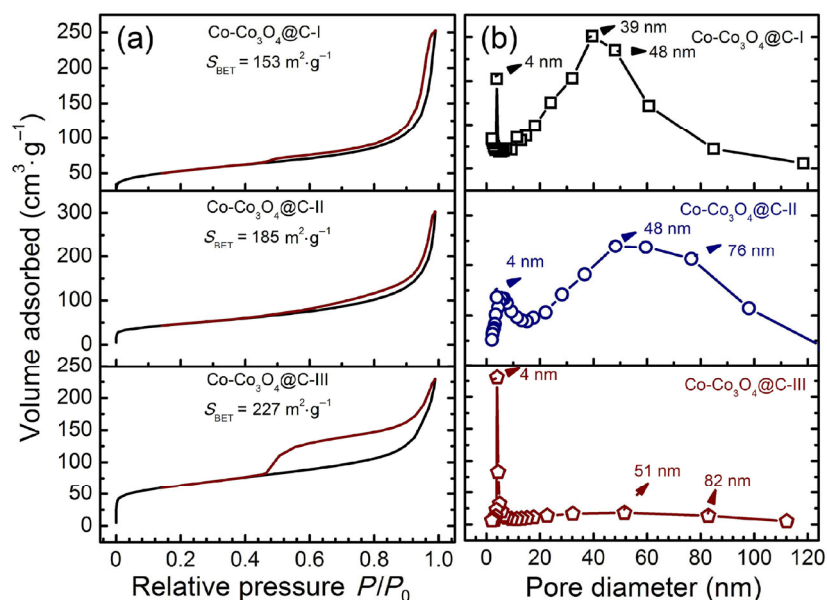 (a)
Co-Co₃O₄@C-I
S_BET = 153 m²·g⁻¹
250
200
150
100
50
Co-Co₃O₄@C-II
S_BET = 185 m²·g⁻¹
300
200
100
0
Co-Co₃O₄@C-III
S_BET = 227 m²·g⁻¹
250
200
150
100
50
0
Volume adsorbed (cm³·g⁻¹)
0.0 0.2 0.4 0.6 0.8 1.0
Relative pressure P/P₀
(b)
Co-Co₃O₄@C-I
39 nm
48 nm
4 nm
Co-Co₃O₄@C-II
48 nm
76 nm
4 nm
Co-Co₃O₄@C-III
4 nm
51 nm
82 nm
0 20 40 60 80 100 120
Pore diameter (nm)